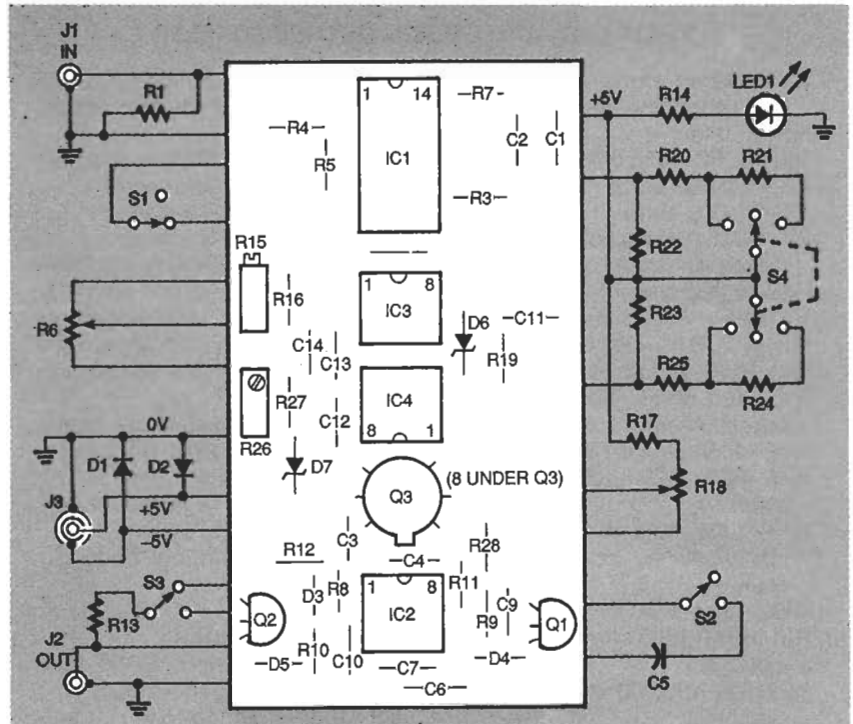 J1
IN
R1
S1
R6
0V
D1
D2
J3
+5V
–5V
S3
R13
J2
OUT
1
14
IC1
R4
R5
R7
C2
C1
R3
R15
R16
1
8
IC3
D6
C11
C14
C13
R19
R26
R27
C12
IC4
8
1
D7
Q3
(8 UNDER Q3)
R12
C3
C4
R28
D3
R8
1
8
IC2
R11
R9
C9
Q2
Q1
R10
C10
D5
C7
D4
C6
+5V
R14
LED1
R20
R21
R22
S4
R23
R25
R24
R17
R18
S2
C5